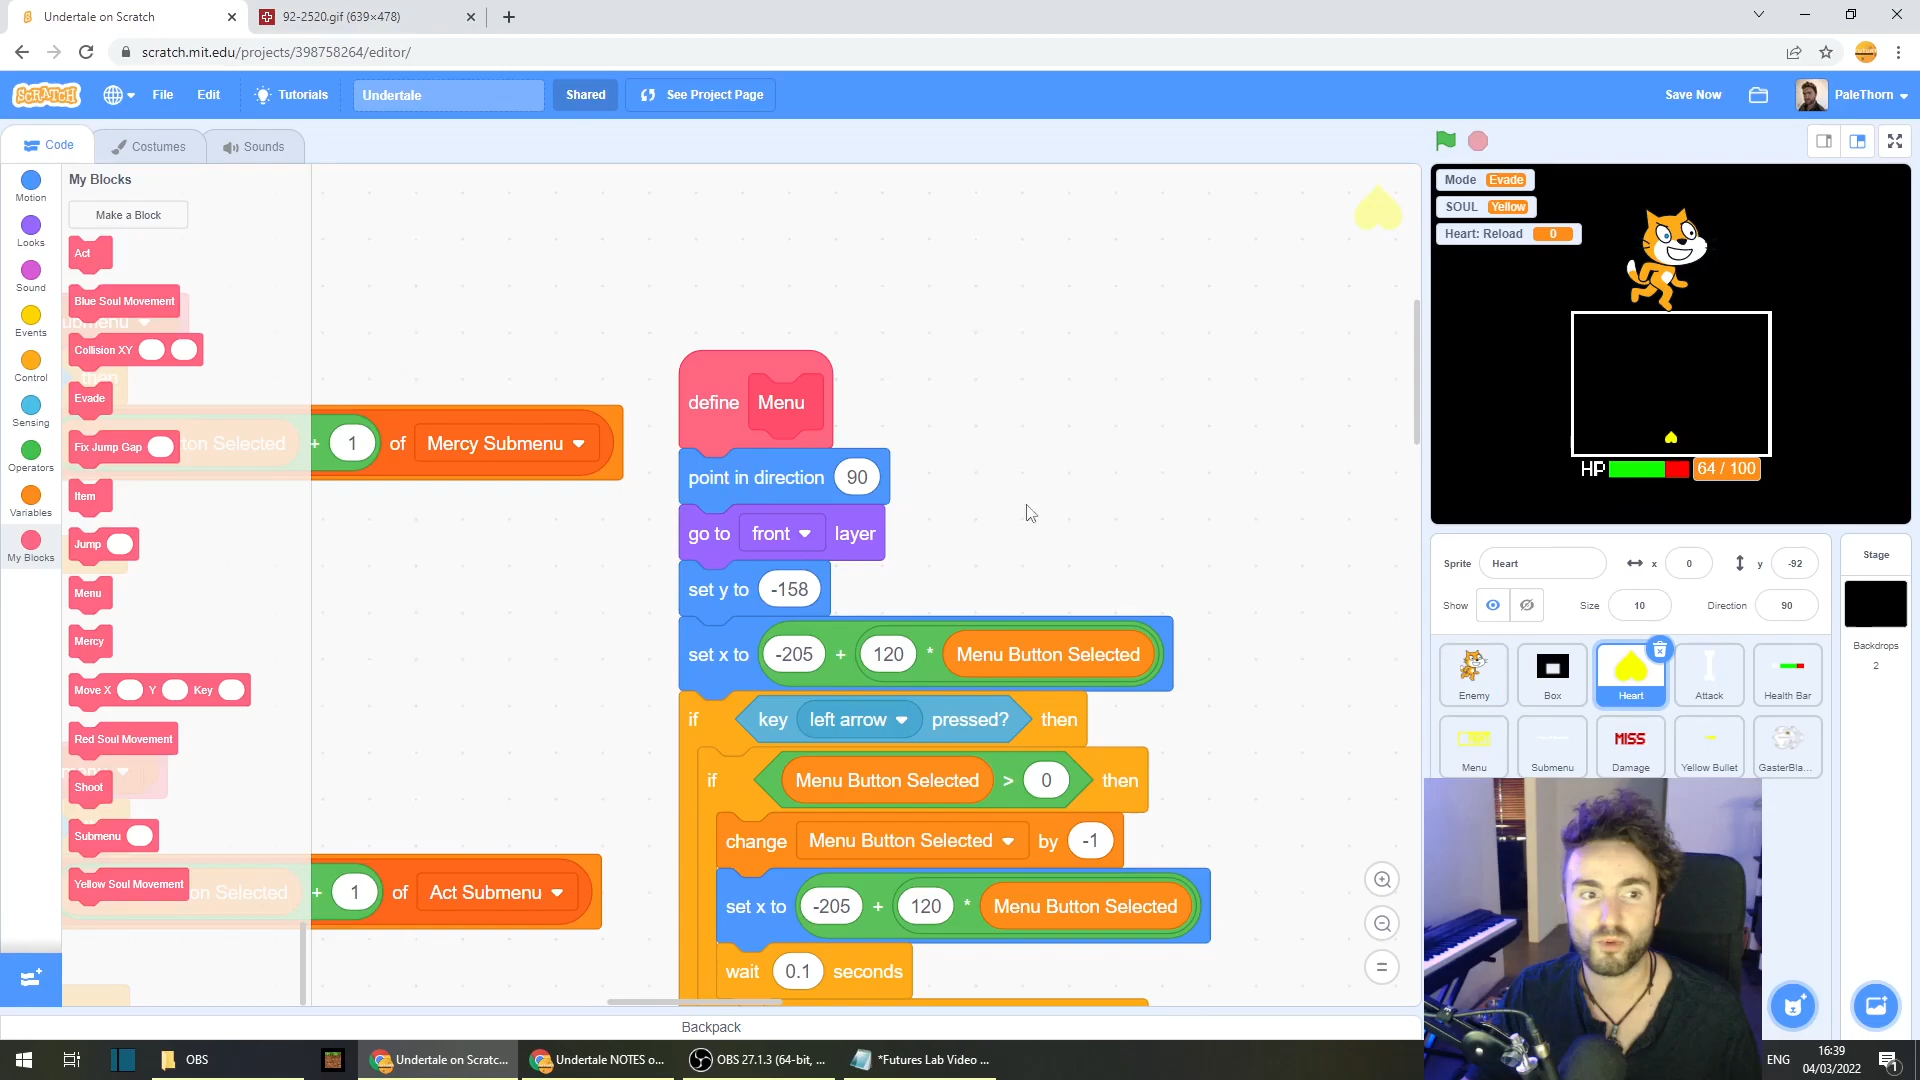 Undertale on Scratch
92-2520.gif (639×478)
scratch.mit.edu/projects/398758264/editor/
SCRATCH
File
Edit
Tutorials
Undertale
Shared
See Project Page
Save Now
PaleThorn
Code
Costumes
Sounds
Motion
Looks
Sound
Events
Control
Sensing
Operators
Variables
My Blocks
My Blocks
Make a Block
Act
Blue Soul Movement
Collision XY
Evade
Fix Jump Gap
Item
Jump
Menu
Mercy
Move X Y Key
Red Soul Movement
Shoot
Submenu
Yellow Soul Movement
+ 1 of Mercy Submenu
+ 1 of Act Submenu
define Menu
point in direction 90
go to front layer
set y to -158
set x to -205 + 120 * Menu Button Selected
if key left arrow pressed? then
if Menu Button Selected > 0 then
change Menu Button Selected by -1
set x to -205 + 120 * Menu Button Selected
wait 0.1 seconds
=
Backpack
Mode Evade
SOUL Yellow
Heart: Reload 0
HP 64 / 100
Sprite Heart x 0 y -92
Show Size 10 Direction 90
Enemy
Box
Heart
Attack
Health Bar
Menu
Submenu
MISS
Damage
Yellow Bullet
GasterBla...
Stage
Backdrops
2
OBS
Undertale on Scratc...
Undertale NOTES o...
OBS 27.1.3 (64-bit, ...
*Futures Lab Video ...
ENG
16:39
04/03/2022
1